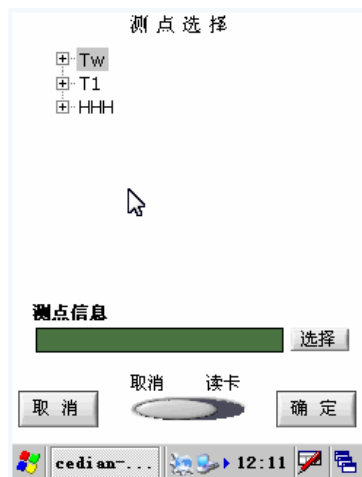 测点选择
Tw
T1
HHH
测点信息
选择
取消 读卡
取 消
确 定
cedian-...
12:11